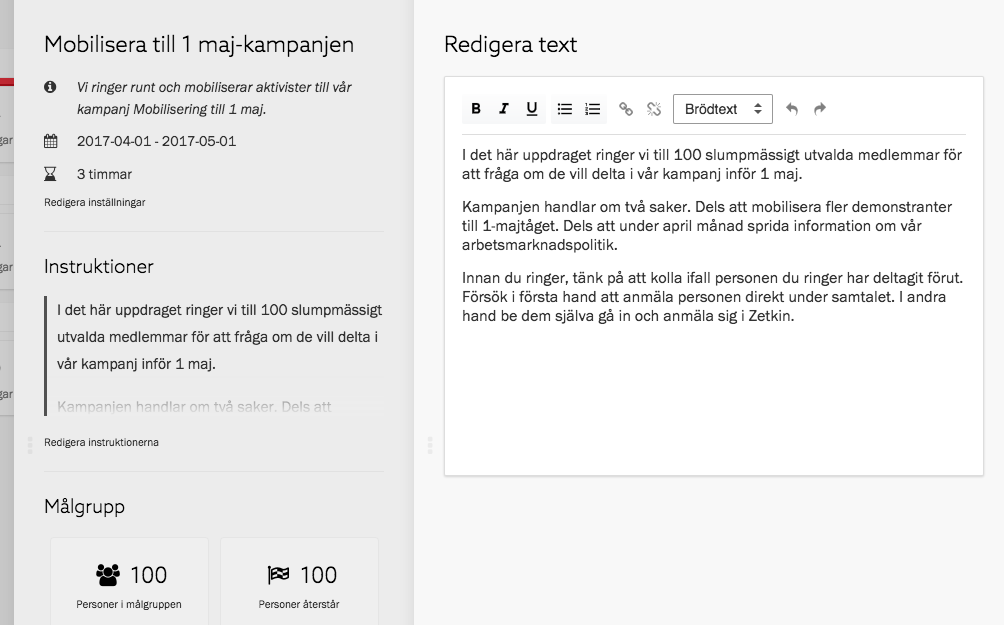 Mobilisera till 1 maj-kampanjen
Vi ringer runt och mobiliserar aktivister till vår
kampanj Mobilisering till 1 maj.
2017-04-01 - 2017-05-01
3 timmar
Redigera inställningar
Instruktioner
I det här uppdraget ringer vi till 100 slumpmässigt
utvalda medlemmar för att fråga om de vill delta i
vår kampanj inför 1 maj.
Kampanjen handlar om två saker. Dels att
Redigera instruktionerna
Målgrupp
100
Personer i målgruppen
100
Personer återstår
Redigera text
B I U
Brödtext
I det här uppdraget ringer vi till 100 slumpmässigt utvalda medlemmar för
att fråga om de vill delta i vår kampanj inför 1 maj.
Kampanjen handlar om två saker. Dels att mobilisera fler demonstranter
till 1-majtåget. Dels att under april månad sprida information om vår
arbetsmarknadspolitik.
Innan du ringer, tänk på att kolla ifall personen du ringer har deltagit förut.
Försök i första hand att anmäla personen direkt under samtalet. I andra
hand be dem själva gå in och anmäla sig i Zetkin.